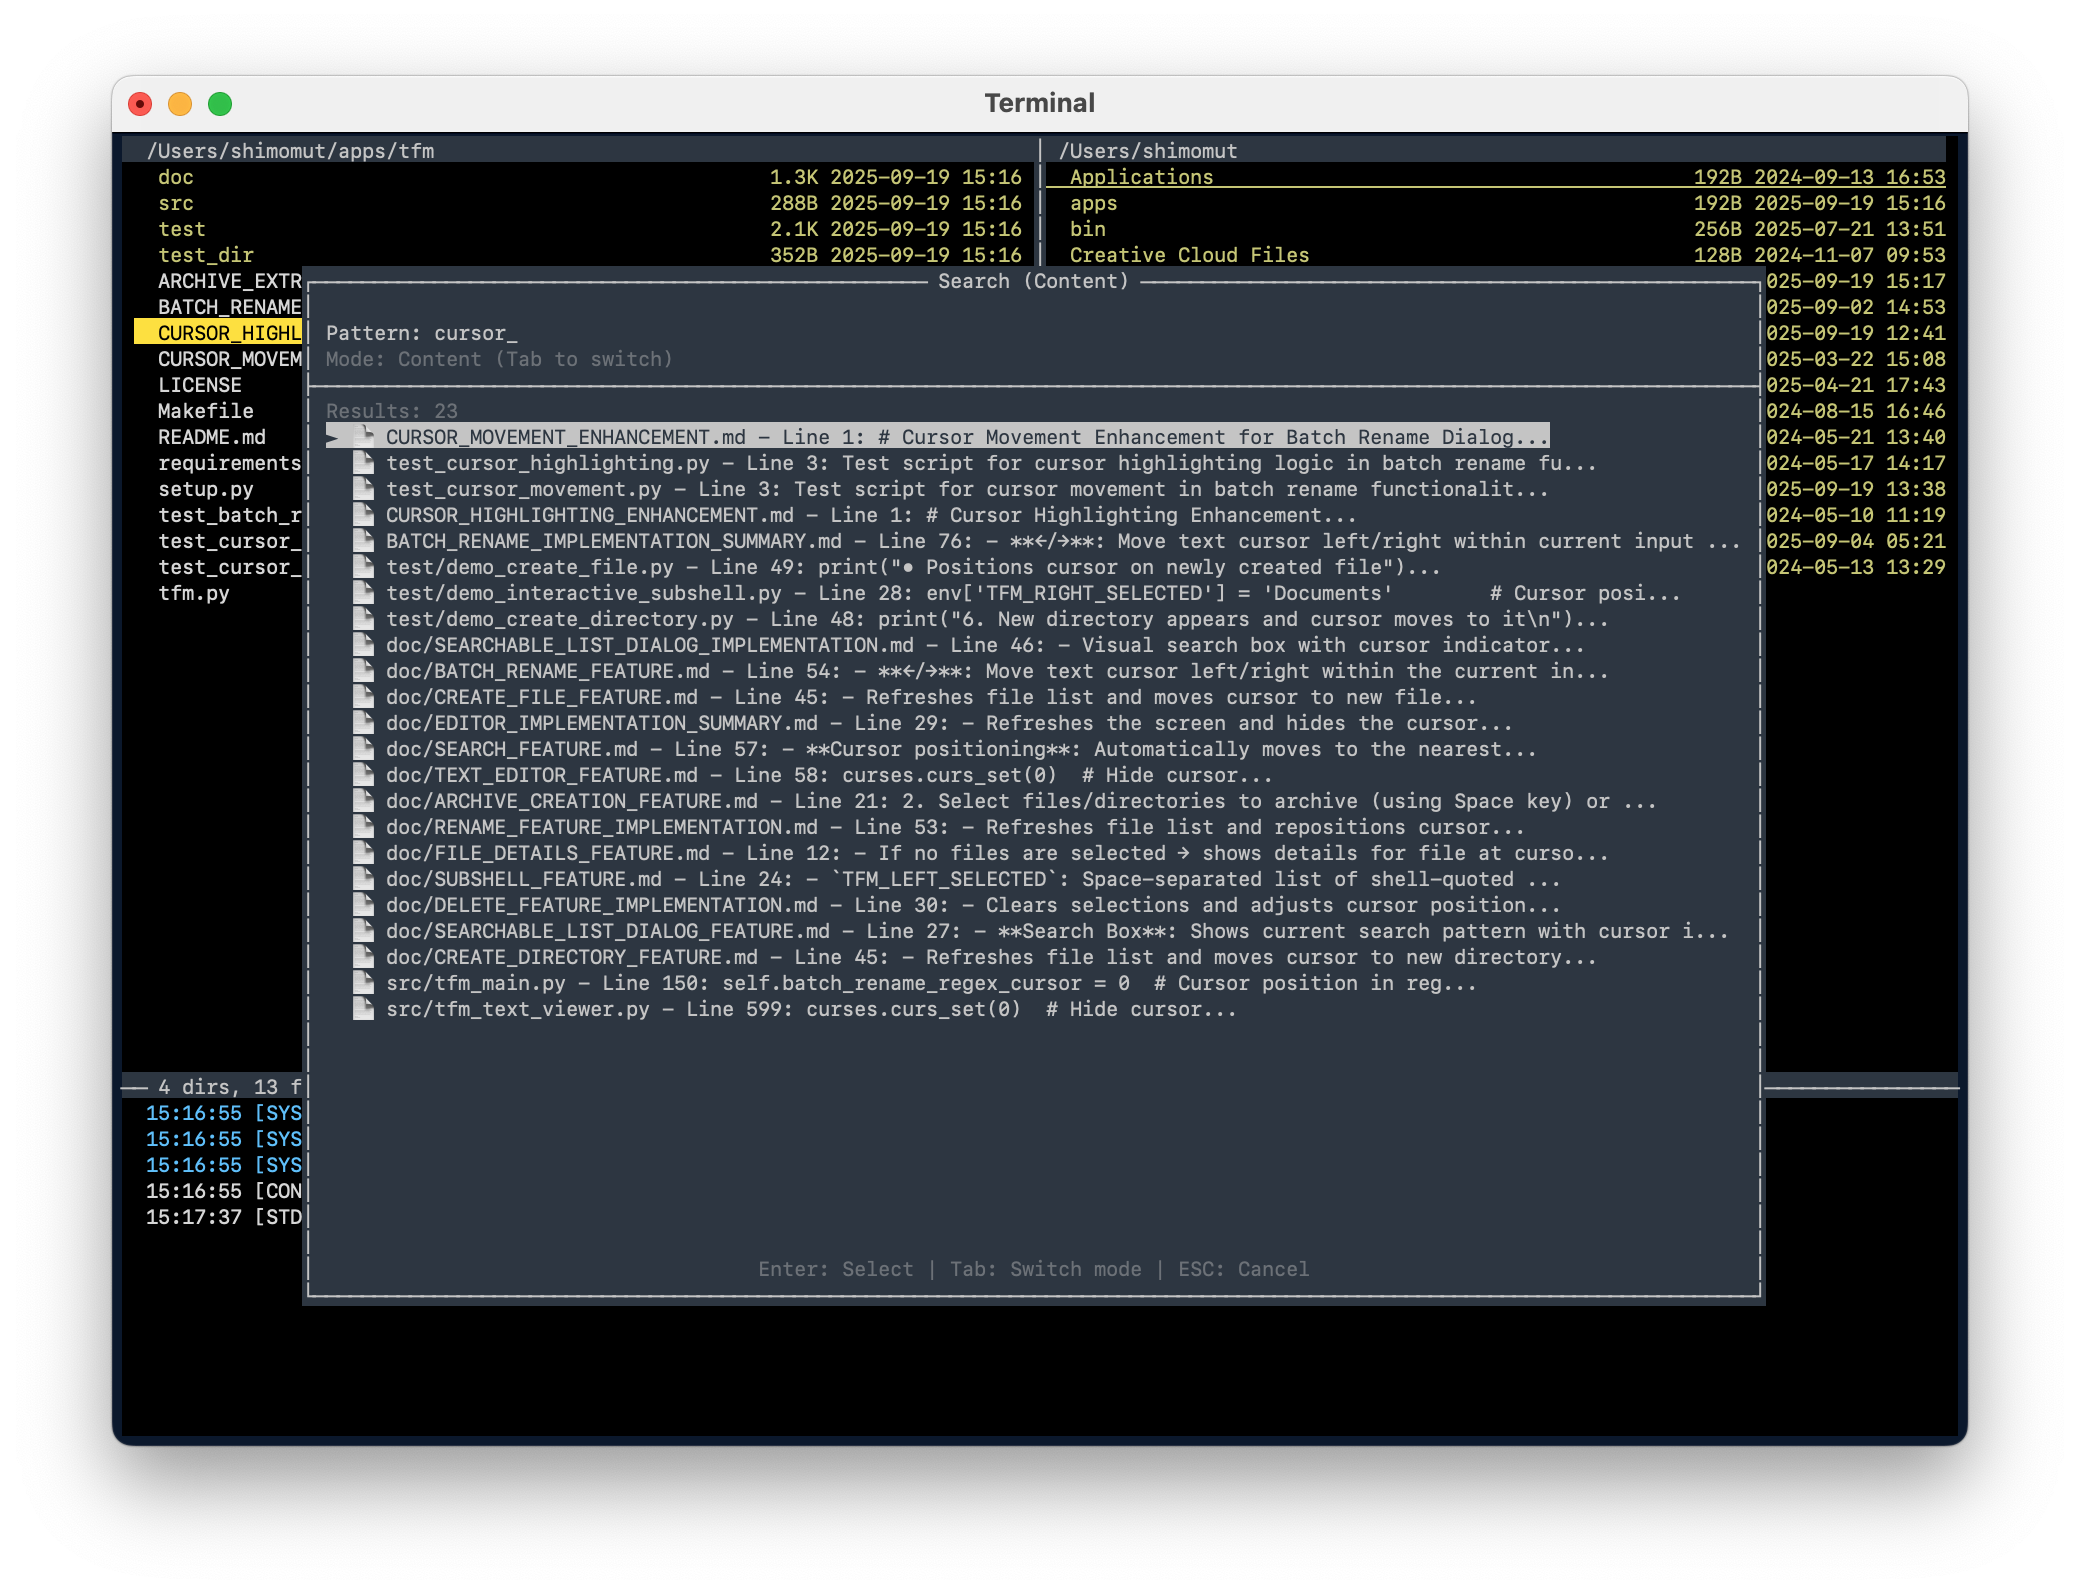 Terminal
/Users/shimomut/apps/tfm
/Users/shimomut
doc 1.3K 2025-09-19 15:16
Applications 192B 2024-09-13 16:53
src 288B 2025-09-19 15:16
apps 192B 2025-09-19 15:16
test 2.1K 2025-09-19 15:16
bin 256B 2025-07-21 13:51
test_dir 352B 2025-09-19 15:16
Creative Cloud Files 128B 2024-11-07 09:53
ARCHIVE_EXTR
Search (Content)
025-09-19 15:17
BATCH_RENAME
025-09-02 14:53
CURSOR_HIGHL
Pattern: cursor_
025-09-19 12:41
CURSOR_MOVEM
Mode: Content (Tab to switch)
025-03-22 15:08
LICENSE
025-04-21 17:43
Makefile
Results: 23
024-08-15 16:46
README.md
► CURSOR_MOVEMENT_ENHANCEMENT.md - Line 1: # Cursor Movement Enhancement for Batch Rename Dialog...
024-05-21 13:40
requirements
test_cursor_highlighting.py - Line 3: Test script for cursor highlighting logic in batch rename fu...
024-05-17 14:17
setup.py
test_cursor_movement.py - Line 3: Test script for cursor movement in batch rename functionalit...
025-09-19 13:38
test_batch_r
CURSOR_HIGHLIGHTING_ENHANCEMENT.md - Line 1: # Cursor Highlighting Enhancement...
024-05-10 11:19
test_cursor_
BATCH_RENAME_IMPLEMENTATION_SUMMARY.md - Line 76: - **←/→**: Move text cursor left/right within current input ...
025-09-04 05:21
test_cursor_
test/demo_create_file.py - Line 49: print("• Positions cursor on newly created file")...
024-05-13 13:29
tfm.py
test/demo_interactive_subshell.py - Line 28: env['TFM_RIGHT_SELECTED'] = 'Documents' # Cursor posi...
test/demo_create_directory.py - Line 48: print("6. New directory appears and cursor moves to it\n")...
doc/SEARCHABLE_LIST_DIALOG_IMPLEMENTATION.md - Line 46: - Visual search box with cursor indicator...
doc/BATCH_RENAME_FEATURE.md - Line 54: - **←/→**: Move text cursor left/right within the current in...
doc/CREATE_FILE_FEATURE.md - Line 45: - Refreshes file list and moves cursor to new file...
doc/EDITOR_IMPLEMENTATION_SUMMARY.md - Line 29: - Refreshes the screen and hides the cursor...
doc/SEARCH_FEATURE.md - Line 57: - **Cursor positioning**: Automatically moves to the nearest...
doc/TEXT_EDITOR_FEATURE.md - Line 58: curses.curs_set(0) # Hide cursor...
doc/ARCHIVE_CREATION_FEATURE.md - Line 21: 2. Select files/directories to archive (using Space key) or ...
doc/RENAME_FEATURE_IMPLEMENTATION.md - Line 53: - Refreshes file list and repositions cursor...
doc/FILE_DETAILS_FEATURE.md - Line 12: - If no files are selected → shows details for file at curso...
doc/SUBSHELL_FEATURE.md - Line 24: - `TFM_LEFT_SELECTED`: Space-separated list of shell-quoted ...
doc/DELETE_FEATURE_IMPLEMENTATION.md - Line 30: - Clears selections and adjusts cursor position...
doc/SEARCHABLE_LIST_DIALOG_FEATURE.md - Line 27: - **Search Box**: Shows current search pattern with cursor i...
doc/CREATE_DIRECTORY_FEATURE.md - Line 45: - Refreshes file list and moves cursor to new directory...
src/tfm_main.py - Line 150: self.batch_rename_regex_cursor = 0 # Cursor position in reg...
src/tfm_text_viewer.py - Line 599: curses.curs_set(0) # Hide cursor...
4 dirs, 13 f
15:16:55 [SYS
15:16:55 [SYS
15:16:55 [SYS
15:16:55 [CON
15:17:37 [STD
Enter: Select | Tab: Switch mode | ESC: Cancel